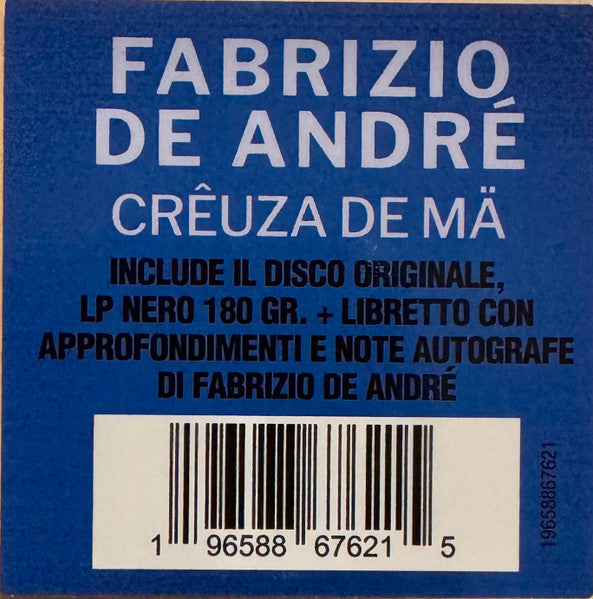 FABRIZIO
DE ANDRÉ
CRÊUZA DE MÄ
INCLUDE IL DISCO ORIGINALE,
LP NERO 180 GR. + LIBRETTO CON
APPROFONDIMENTI E NOTE AUTOGRAFE
DI FABRIZIO DE ANDRÉ
1 96588 67621 5
19658867621